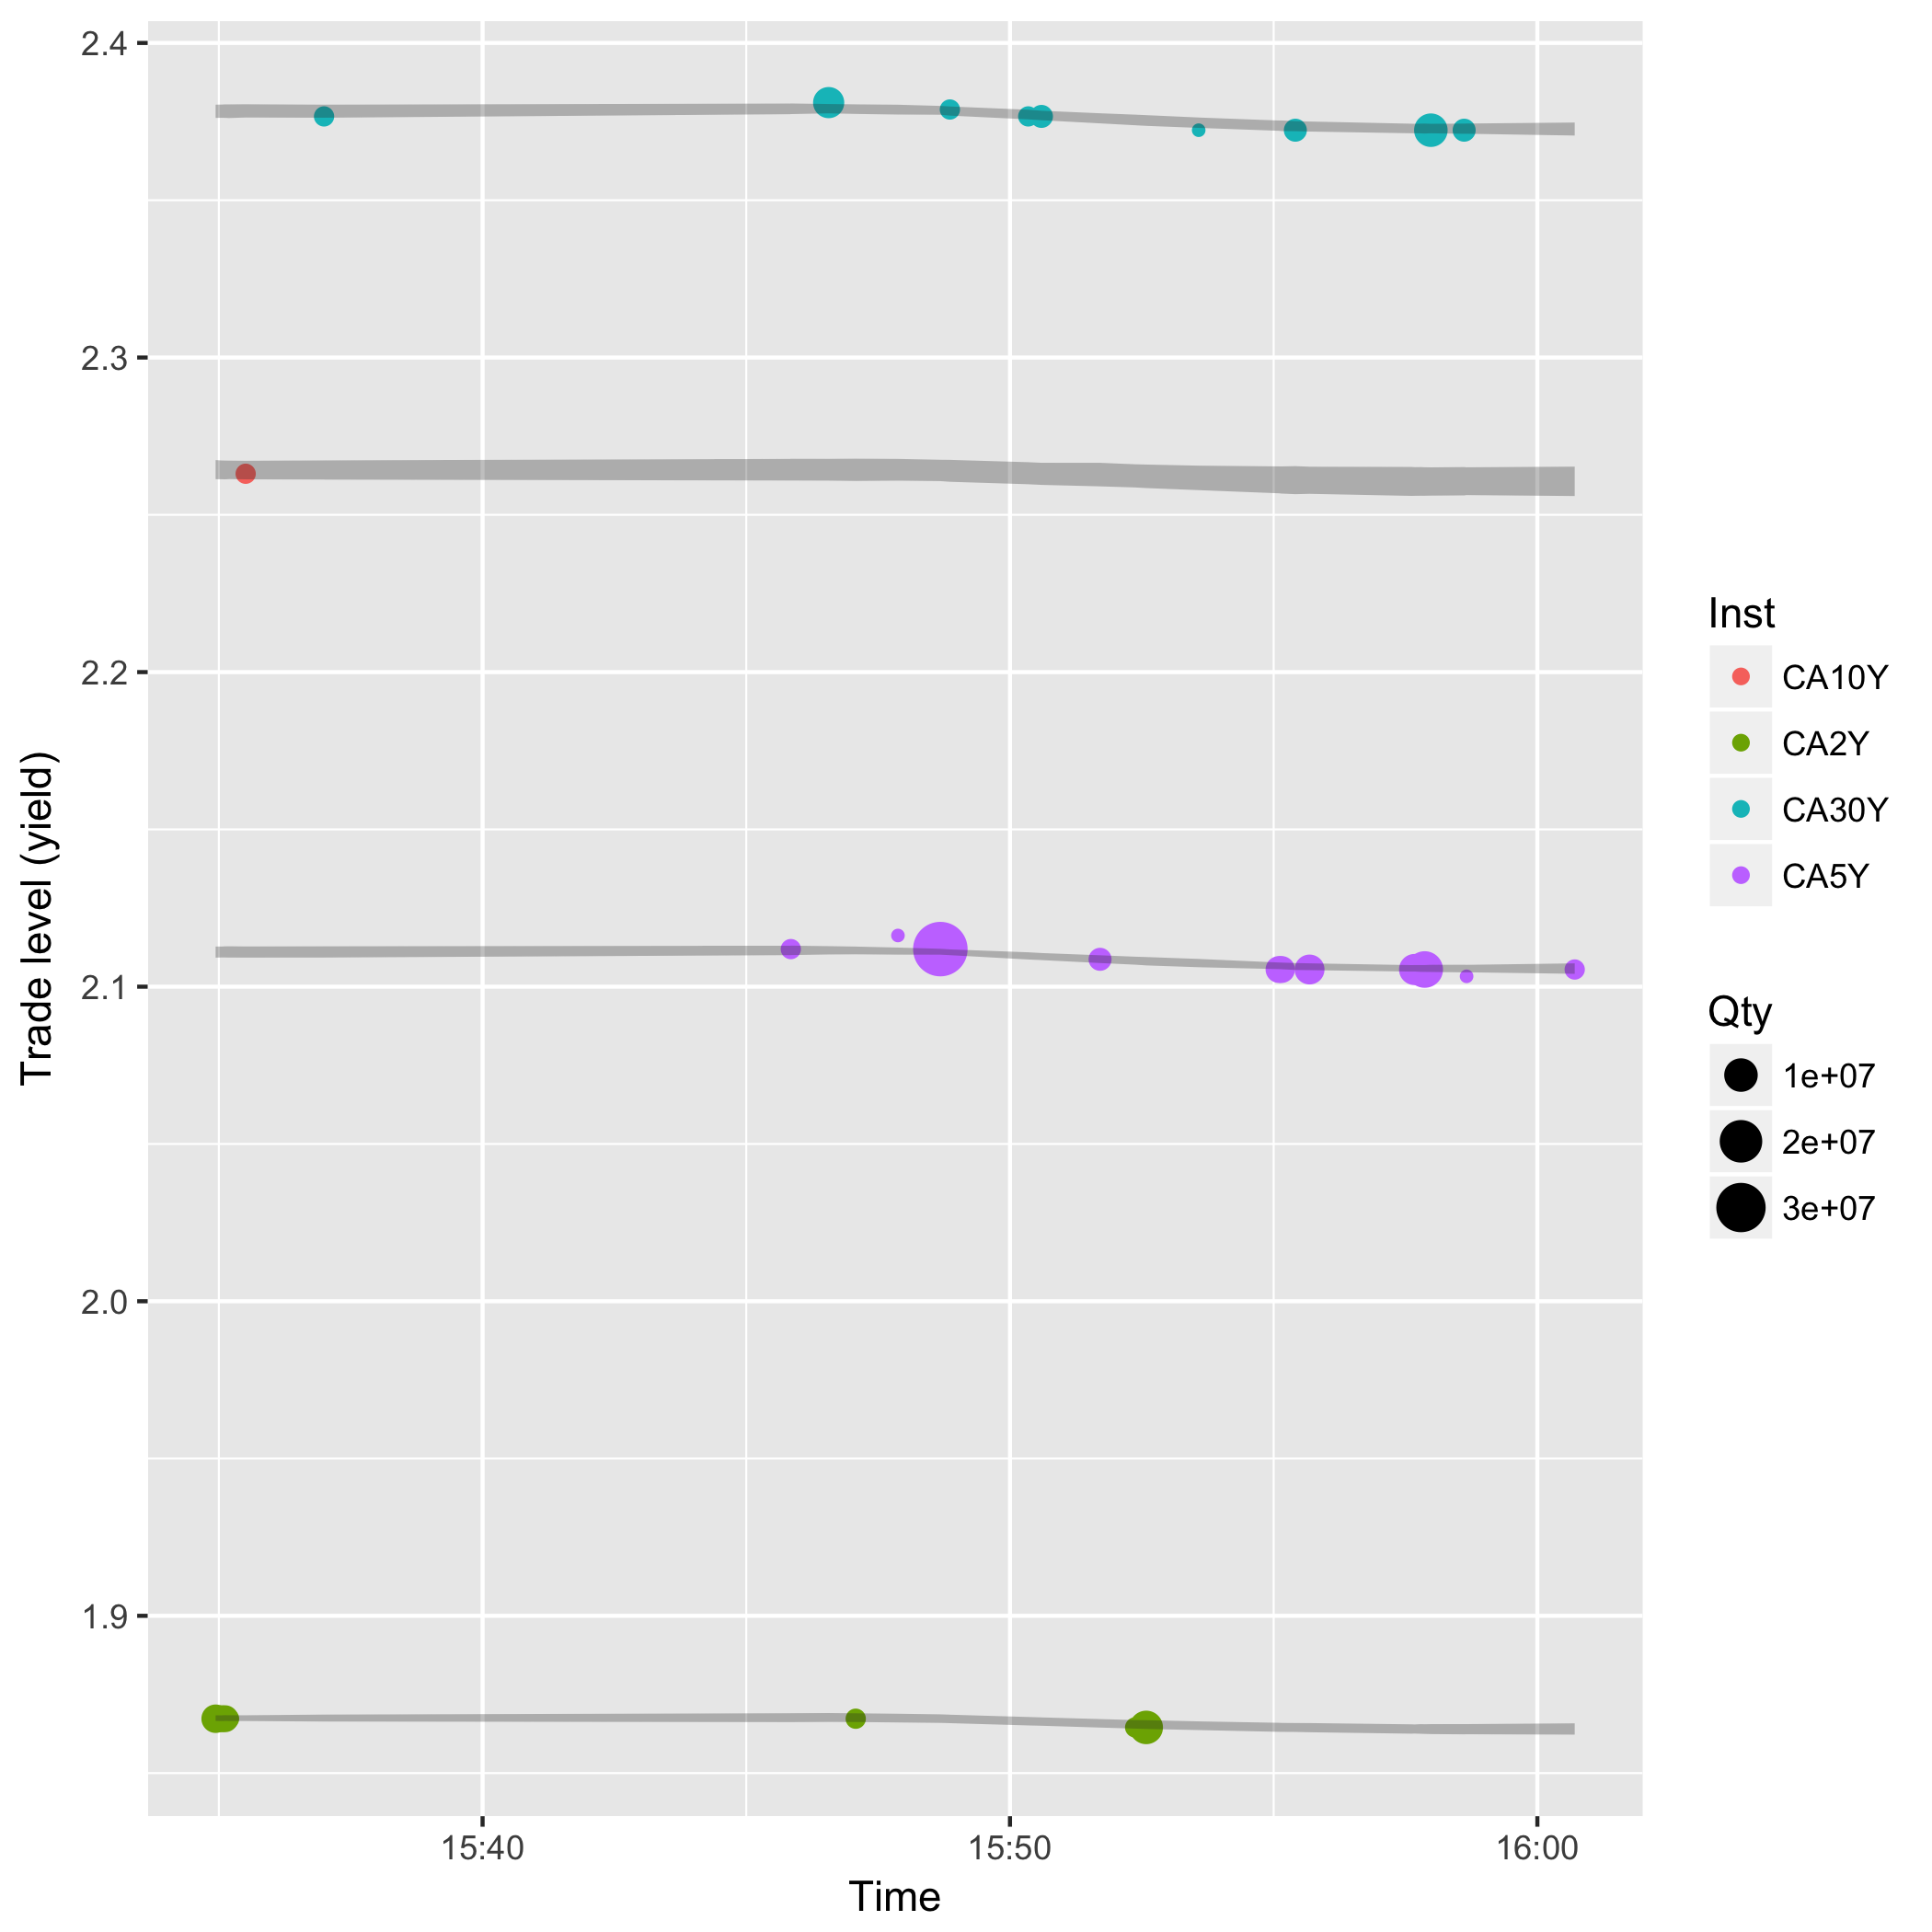 Trade level (yield)
2.4
2.3
2.2
2.1
2.0
1.9
15:40
15:50
16:00
Time
Inst
CA10Y
CA2Y
CA30Y
CA5Y
Qty
1e+07
2e+07
3e+07